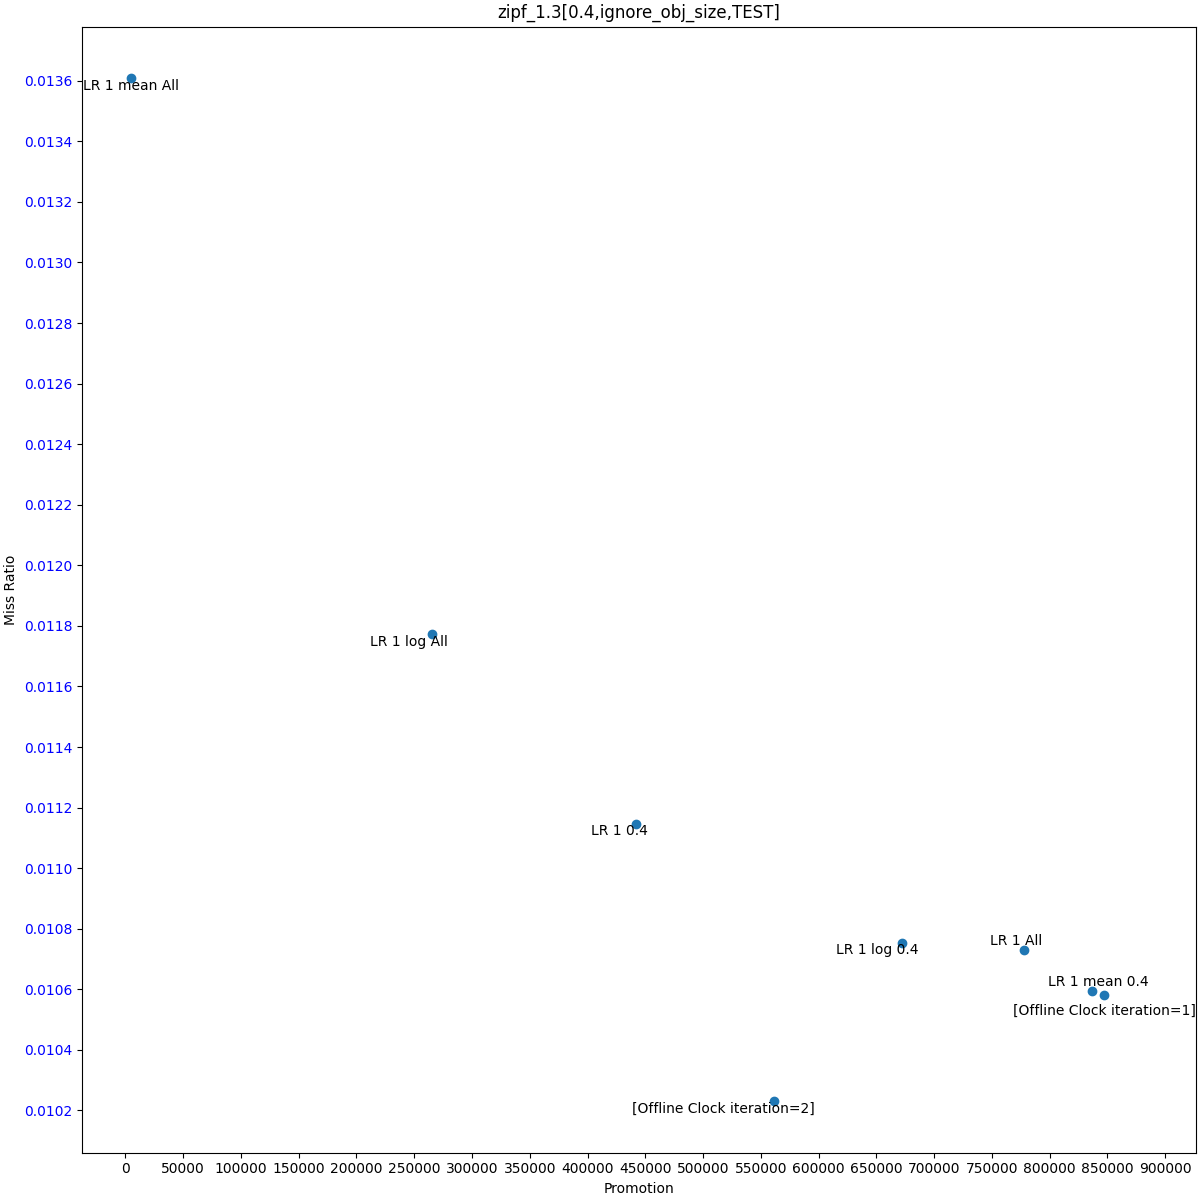 zipf_1.3[0.4,ignore_obj_size,TEST]
0.0136
LR 1 mean All
0.0134
0.0132
0.0130
0.0128
0.0126
0.0124
0.0122
0.0120
Miss Ratio
0.0118
LR 1 log All
0.0116
0.0114
0.0112
LR 1 0.4
0.0110
0.0108
LR 1 All
LR 1 log 0.4
LR 1 mean 0.4
0.0106
[Offline Clock iteration=1]
0.0104
0.0102
[Offline Clock iteration=2]
0 50000 100000 150000 200000 250000 300000 350000 400000 450000 500000 550000 600000 650000 700000 750000 800000 850000 900000
Promotion